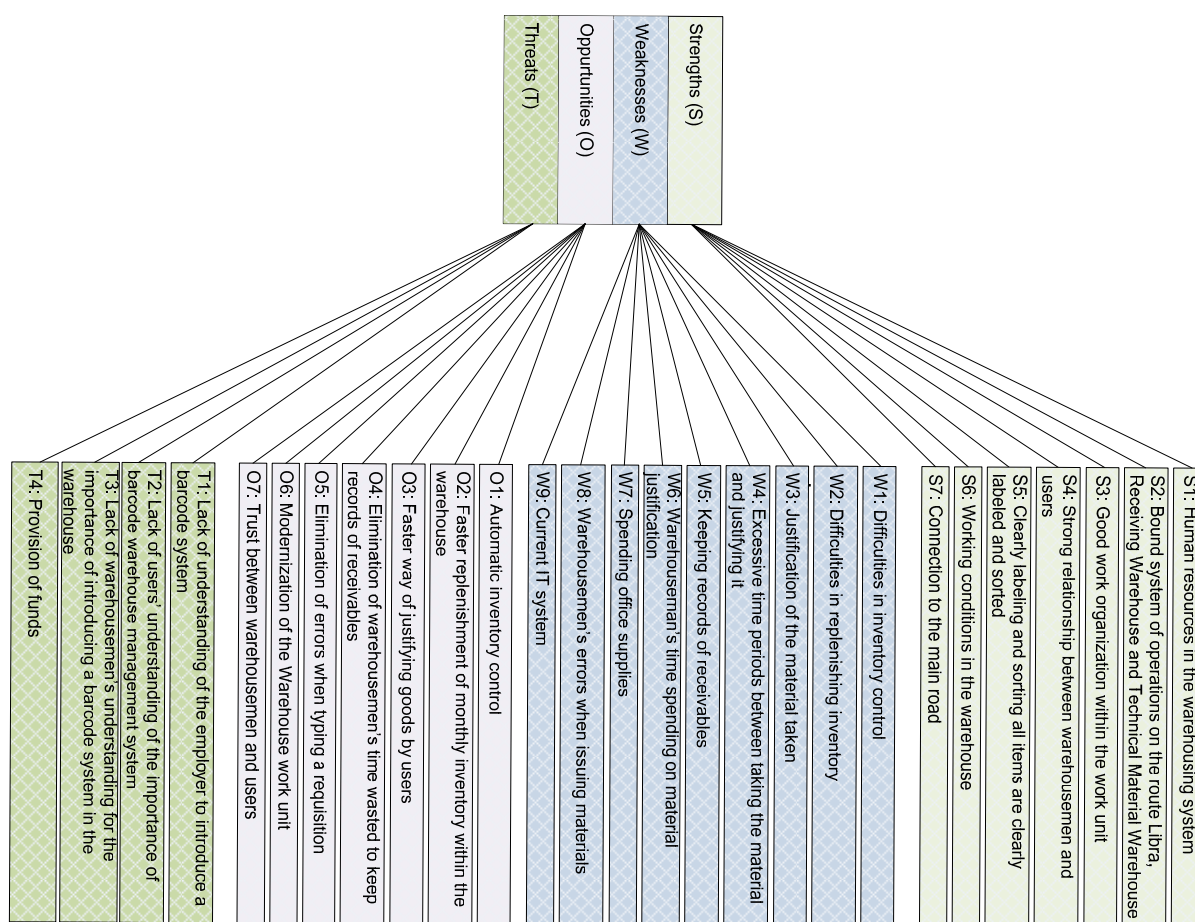 Strengths (S)
Weaknesses (W)
Oppurtunities (O)
Threats (T)
S1: Human resources in the warehousing system
S2: Bound system of operations on the route Libra,
Receiving Warehouse and Technical Material Warehouse
S3: Good work organization within the work unit
S4: Strong relationship between warehousemen and
users
S5: Clearly labeling and sorting all items are clearly
labeled and sorted
S6: Working conditions in the warehouse
S7: Connection to the main road
W1: Difficulties in inventory control
W2: Difficulties in replenishing inventory
W3: Justification of the material taken
W4: Excessive time periods between taking the material
and justifying it
W5: Keeping records of receivables
W6: Warehouseman's time spending on material
justification
W7: Spending office supplies
W8: Warehousemen's errors when issuing materials
W9: Current IT system
O1: Automatic inventory control
O2: Faster replenishment of monthly inventory within the
warehouse
O3: Faster way of justifying goods by users
O4: Elimination of warehousemen's time wasted to keep
records of receivables
O5: Elimination of errors when typing a requisition
O6: Modernization of the Warehouse work unit
O7: Trust between warehousemen and users
T1: Lack of understanding of the employer to introduce a
barcode system
T2: Lack of users' understanding of the importance of
barcode warehouse management system
T3: Lack of warehousemen's understanding for the
importance of introducing a barcode system in the
warehouse
T4: Provision of funds